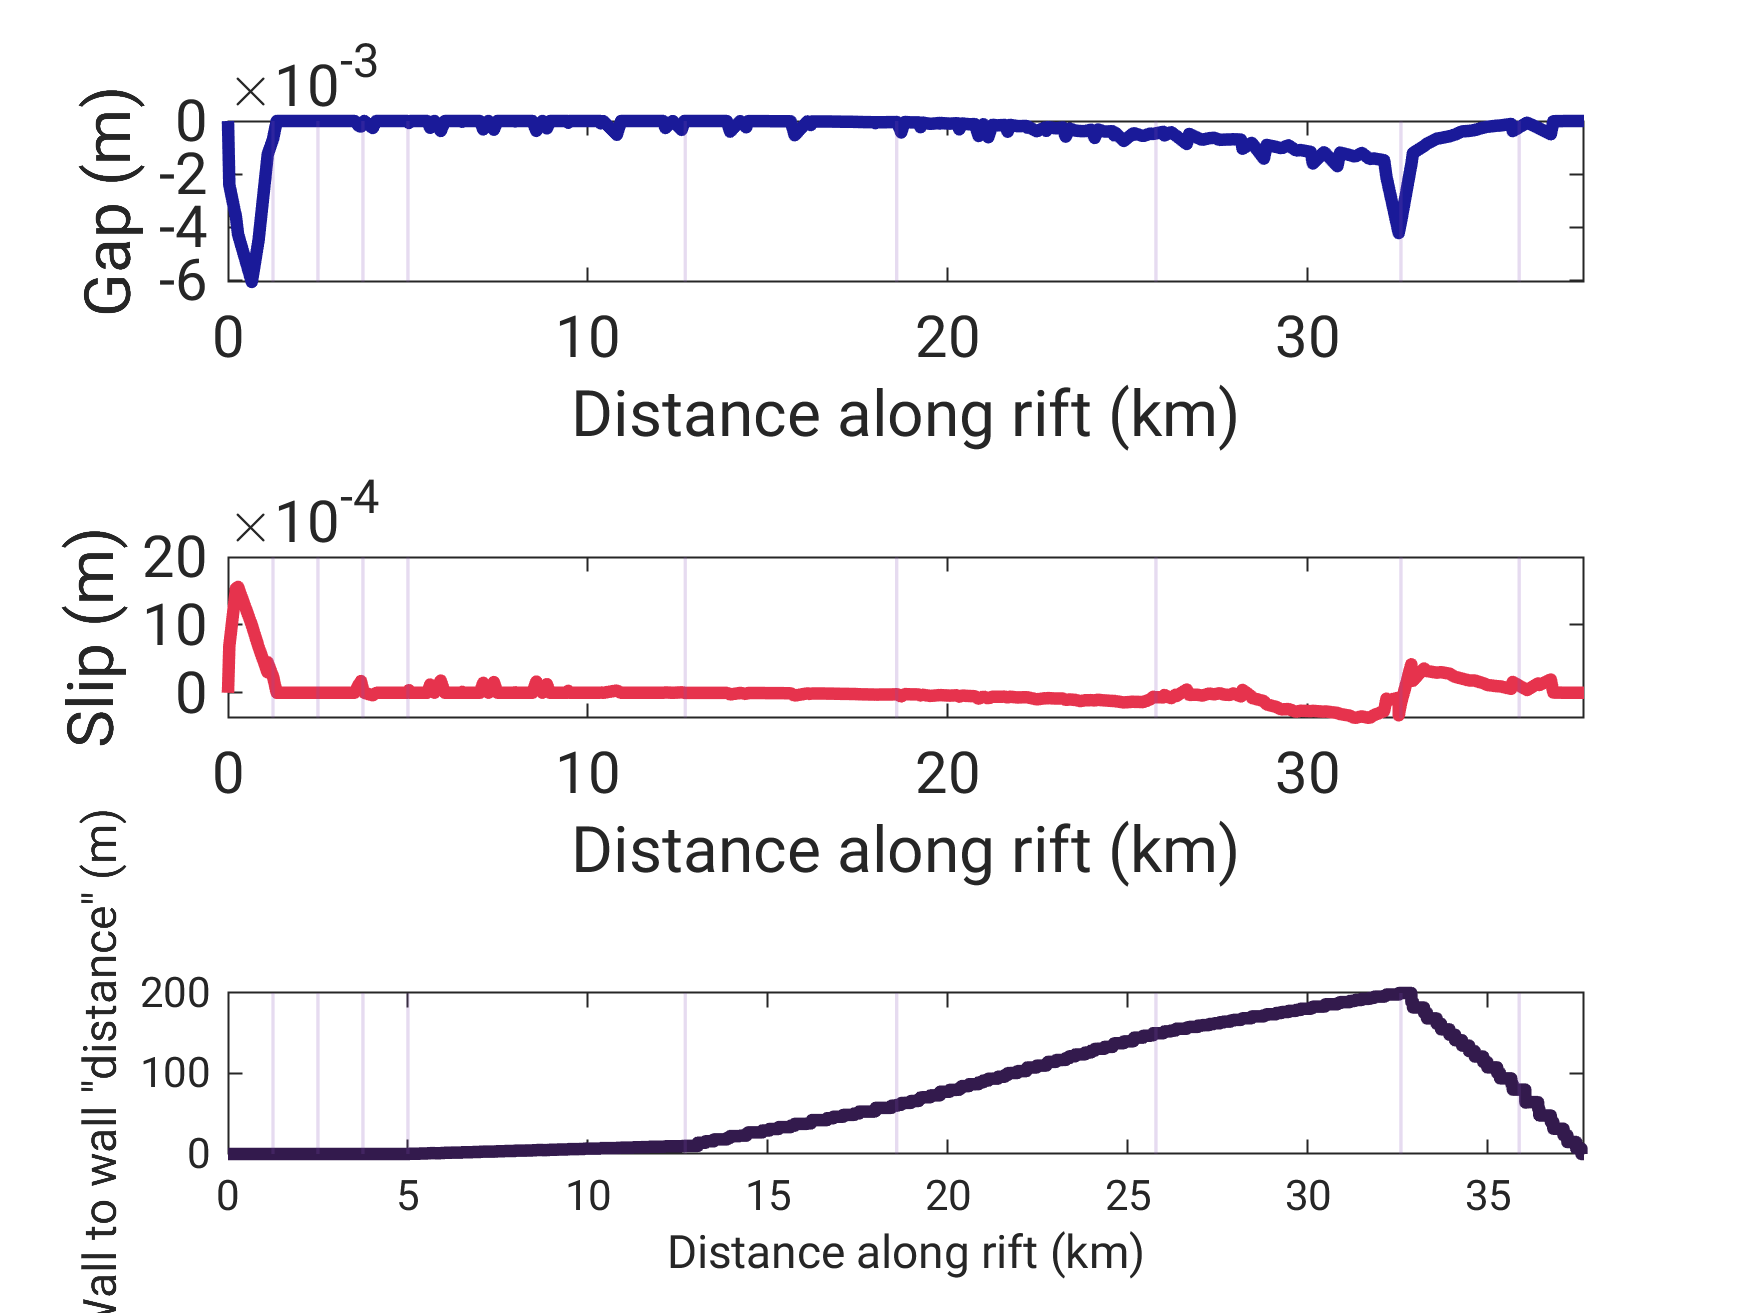 ×10-3
Gap (m)
0
-2
-4
-6
0 10 20 30
Distance along rift (km)
×10-4
Slip (m)
20
10
0
0 10 20 30
Distance along rift (km)
to wall "distance" (m)
200
100
0
0 5 10 15 20 25 30 35
Distance along rift (km)